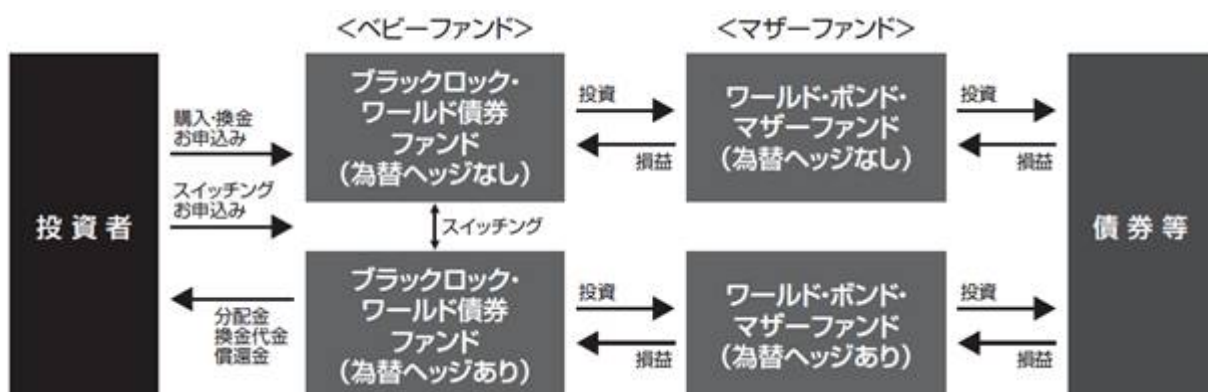 <ベビーファンド>
<マザーファンド>
投資者
購入・換金
お申込み
スイッチング
お申込み
分配金
換金代金
償還金
ブラックロック・
ワールド債券
ファンド
(為替ヘッジなし)
スイッチング
ブラックロック・
ワールド債券
ファンド
(為替ヘッジあり)
投資
損益
投資
損益
ワールド・ボンド・
マザーファンド
(為替ヘッジなし)
ワールド・ボンド・
マザーファンド
(為替ヘッジあり)
投資
損益
投資
損益
債券等